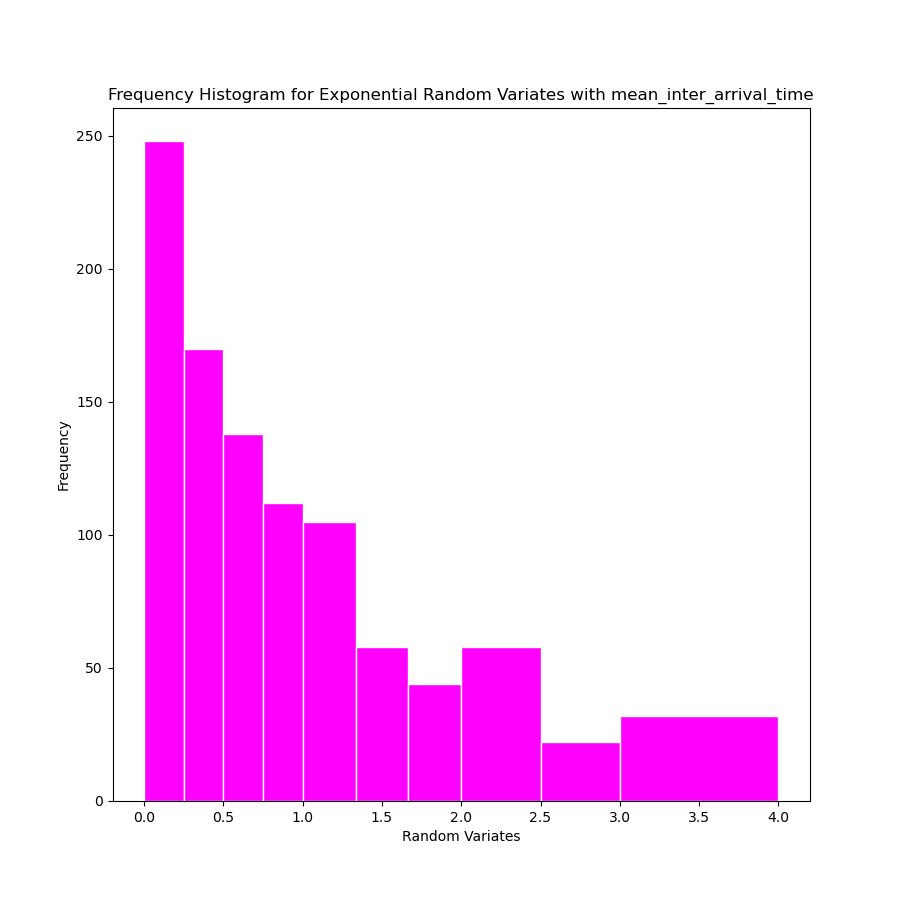 Frequency Histogram for Exponential Random Variates with mean_inter_arrival_time
250
200
150
100
50
0
Frequency
0.0 0.5 1.0 1.5 2.0 2.5 3.0 3.5 4.0
Random Variates